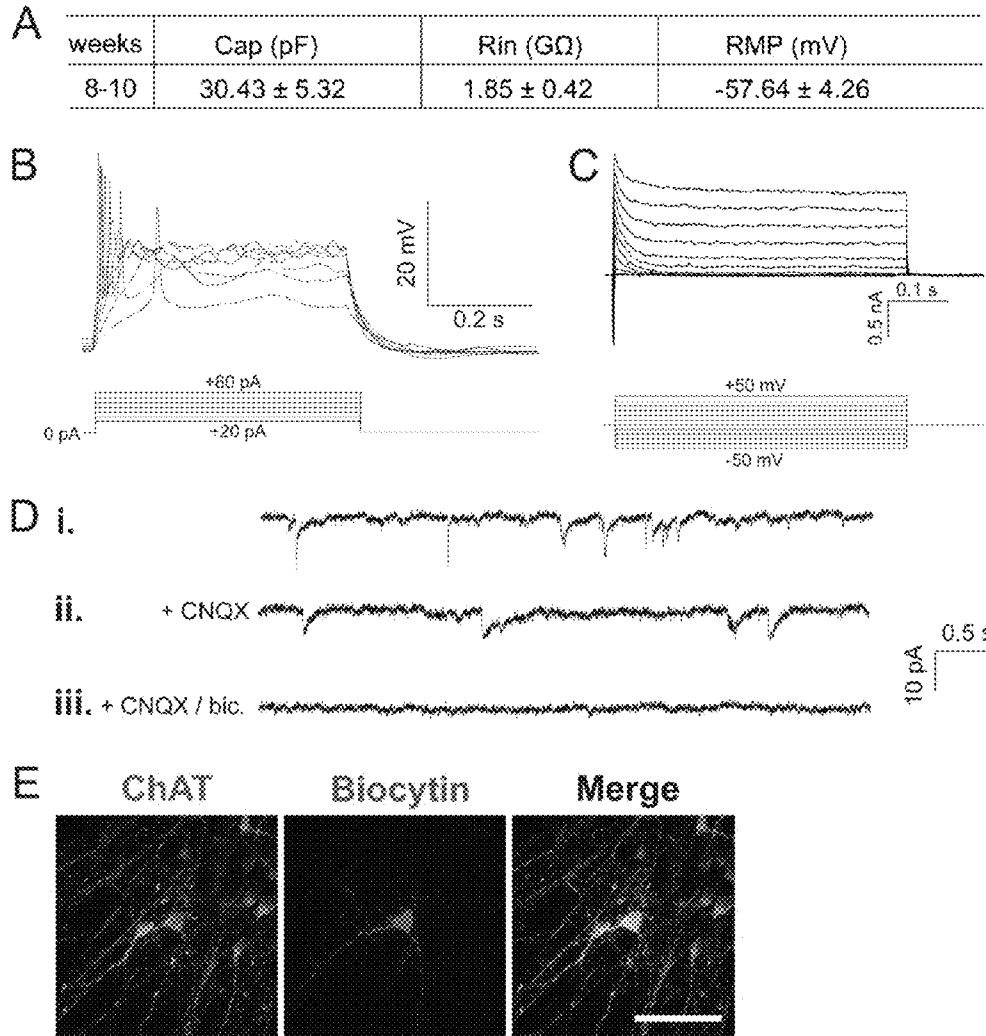 A
weeks Cap (pF) Rin (GΩ) RMP (mV)
8-10 30.43 ± 5.32 1.85 ± 0.42 -57.64 ± 4.26
B
20 mV
0.2 s
+80 pA
0 pA
+20 pA
C
0.1 s
0.5 nA
+50 mV
-50 mV
D i.
ii. + CNQX
0.5 s
10 pA
iii. + CNQX / bic.
E
ChAT Biocytin Merge